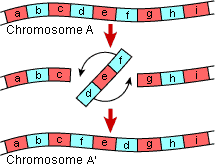 a b c d e f g h i
Chromosome A
a b c
d e f
g h i
a b c f e d g h i
Chromosome A'